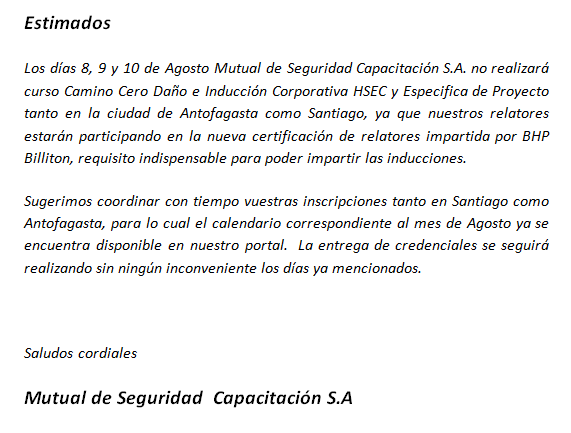 Estimados
Los días 8, 9 y 10 de Agosto Mutual de Seguridad Capacitación S.A. no realizará
curso Camino Cero Daño e Inducción Corporativa HSEC y Especifica de Proyecto
tanto en la ciudad de Antofagasta como Santiago, ya que nuestros relatores
estarán participando en la nueva certificación de relatores impartida por BHP
Billiton, requisito indispensable para poder impartir las inducciones.
Sugerimos coordinar con tiempo vuestras inscripciones tanto en Santiago como
Antofagasta, para lo cual el calendario correspondiente al mes de Agosto ya se
encuentra disponible en nuestro portal.  La entrega de credenciales se seguirá
realizando sin ningún inconveniente los días ya mencionados.
Saludos cordiales
Mutual de Seguridad  Capacitación S.A